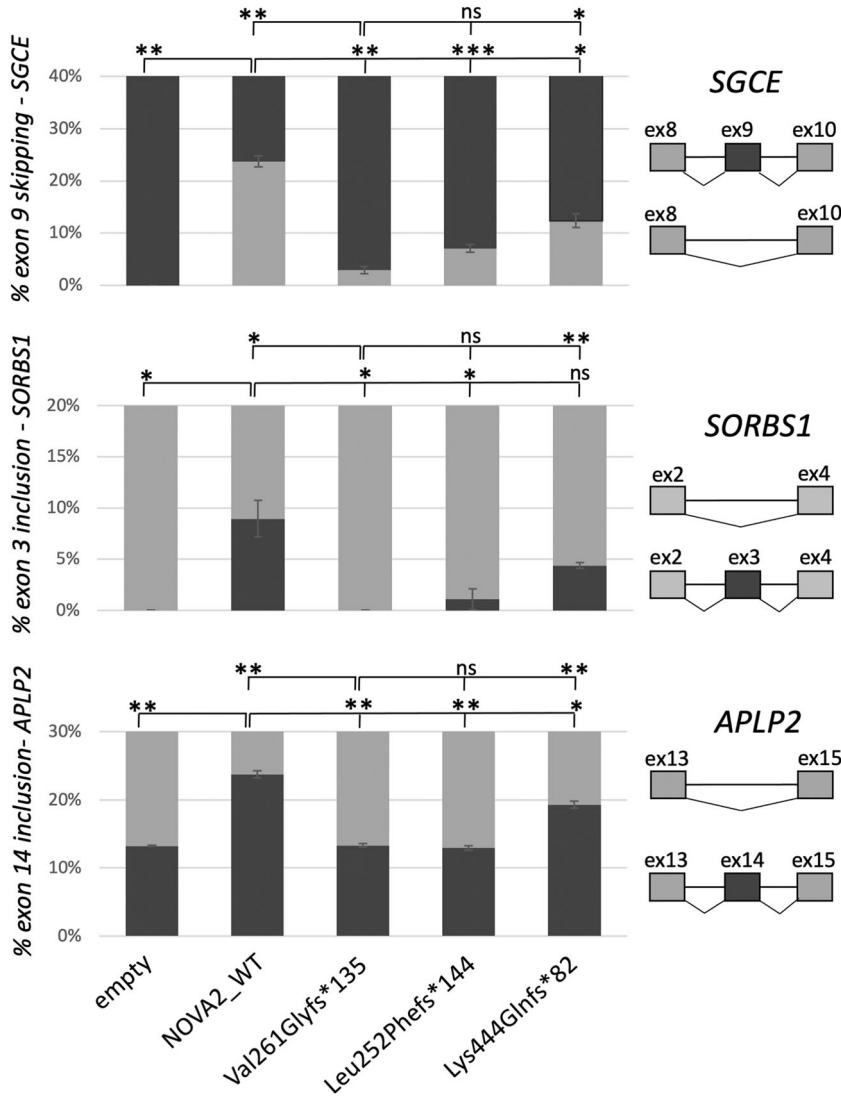 ** ns *
** ** *** *
% exon 9 skipping - SGCE
40%
30%
20%
10%
0%
SGCE
ex8 ex9 ex10
ex8 ex10
* ns **
* * * ns
% exon 3 inclusion - SORBS1
20%
15%
10%
5%
0%
SORBS1
ex2 ex4
ex2 ex3 ex4
** ns **
** ** ** *
% exon 14 inclusion- APLP2
30%
20%
10%
0%
APLP2
ex13 ex15
ex13 ex14 ex15
empty
NOVA2_WT
Val261Glyfs*135
Leu252Phefs*144
Lys444Glnfs*82